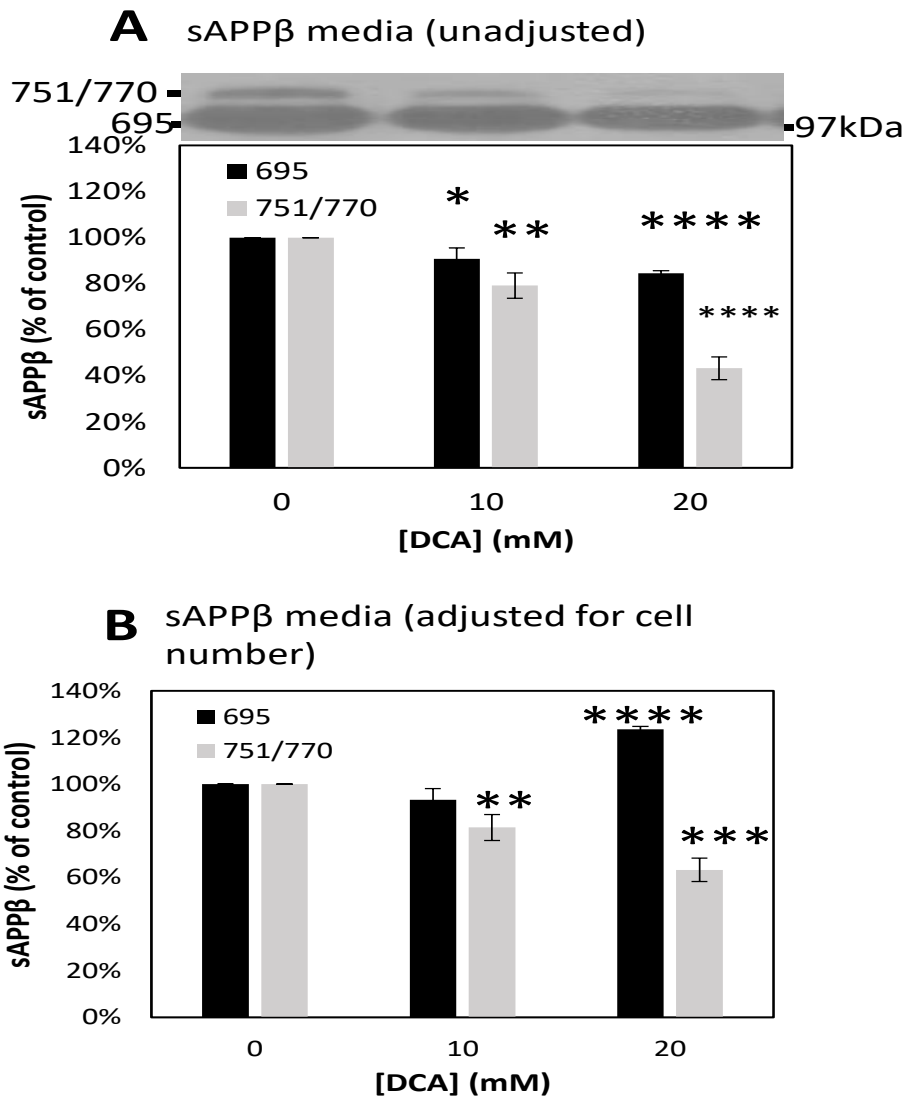 A sAPPβ media (unadjusted)
751/770
695
97kDa
140%
120%
100%
80%
60%
40%
20%
0%
sAPPβ (% of control)
695
751/770
*
**
****
****
0 10 20
[DCA] (mM)
B sAPPβ media (adjusted for cell
number)
140%
120%
100%
80%
60%
40%
20%
0%
sAPPβ (% of control)
695
751/770
**
****
***
0 10 20
[DCA] (mM)